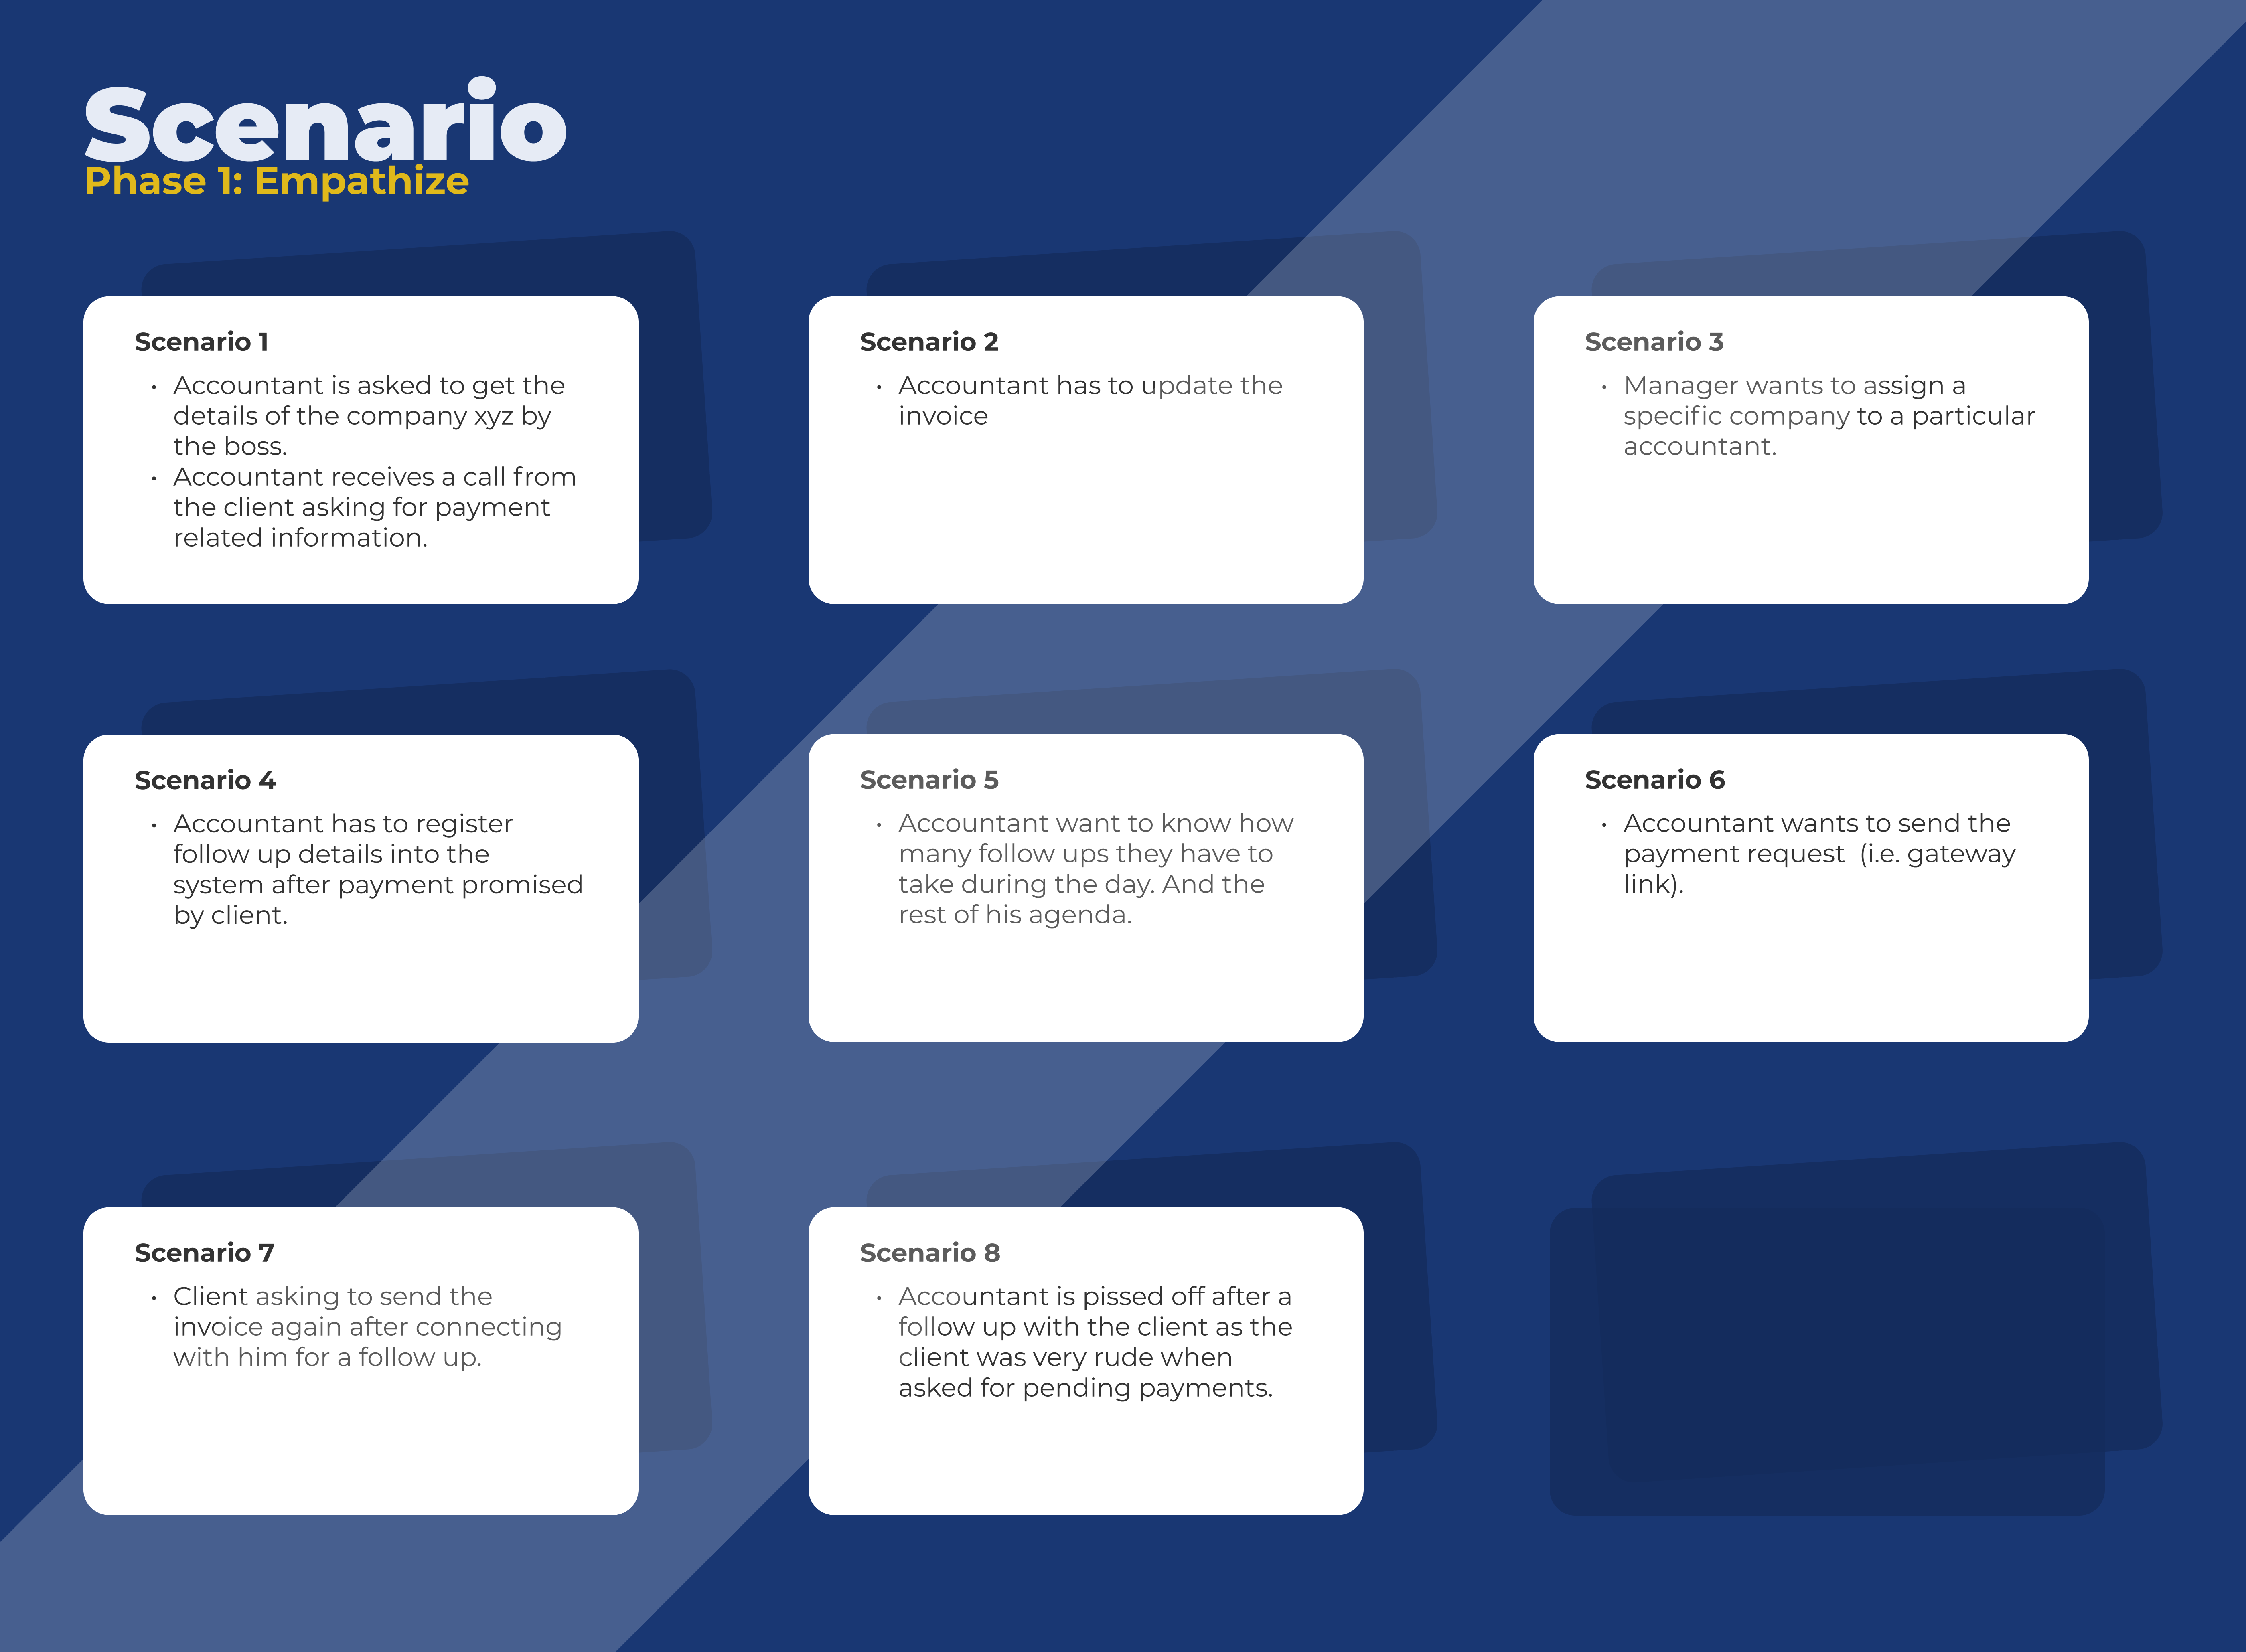 Scenario
Phase 1: Empathize
Scenario 1
• Accountant is asked to get the
details of the company xyz by
the boss.
• Accountant receives a call from
the client asking for payment
related information.
Scenario 2
• Accountant has to update the
invoice
Scenario 3
• Manager wants to assign a
specific company to a particular
accountant.
Scenario 4
• Accountant has to register
follow up details into the
system after payment promised
by client.
Scenario 5
• Accountant want to know how
many follow ups they have to
take during the day. And the
rest of his agenda.
Scenario 6
• Accountant wants to send the
payment request  (i.e. gateway
link).
Scenario 7
• Client asking to send the
invoice again after connecting
with him for a follow up.
Scenario 8
• Accountant is pissed off after a
follow up with the client as the
client was very rude when
asked for pending payments.